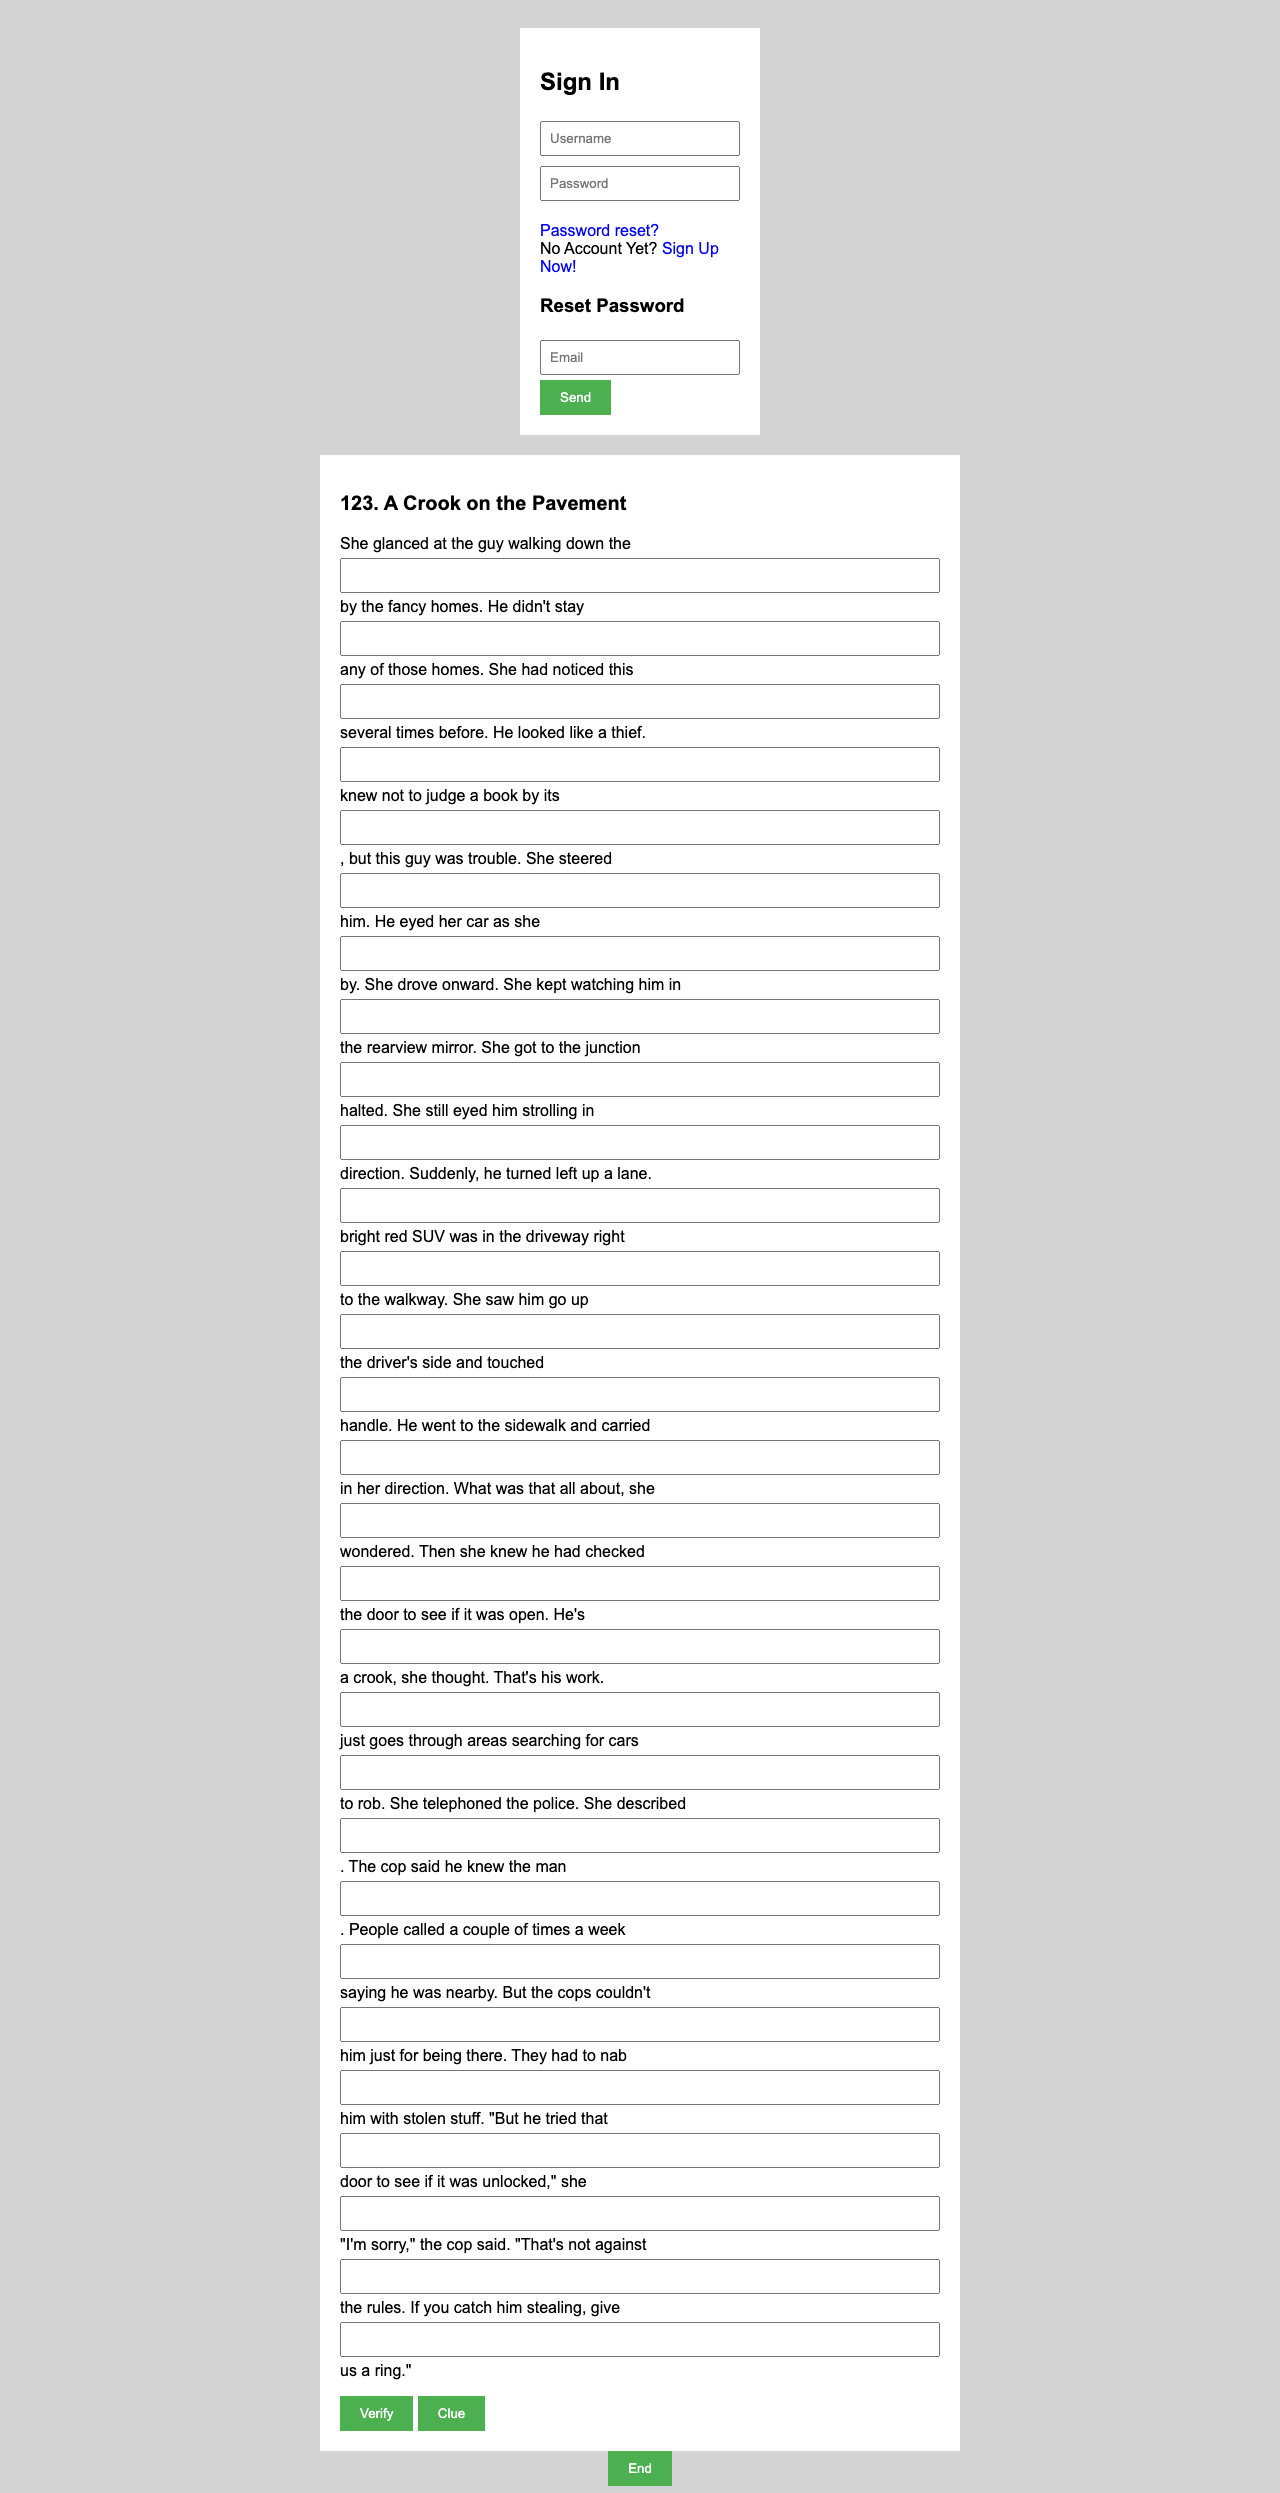 Sign In
Username
Password
Password reset?
No Account Yet? Sign Up
Now!
Reset Password
Email
Send
123. A Crook on the Pavement
She glanced at the guy walking down the
by the fancy homes. He didn't stay
any of those homes. She had noticed this
several times before. He looked like a thief.
knew not to judge a book by its
, but this guy was trouble. She steered
him. He eyed her car as she
by. She drove onward. She kept watching him in
the rearview mirror. She got to the junction
halted. She still eyed him strolling in
direction. Suddenly, he turned left up a lane.
bright red SUV was in the driveway right
to the walkway. She saw him go up
the driver's side and touched
handle. He went to the sidewalk and carried
in her direction. What was that all about, she
wondered. Then she knew he had checked
the door to see if it was open. He's
a crook, she thought. That's his work.
just goes through areas searching for cars
to rob. She telephoned the police. She described
. The cop said he knew the man
. People called a couple of times a week
saying he was nearby. But the cops couldn't
him just for being there. They had to nab
him with stolen stuff. "But he tried that
door to see if it was unlocked," she
"I'm sorry," the cop said. "That's not against
the rules. If you catch him stealing, give
us a ring."
Verify Clue
End